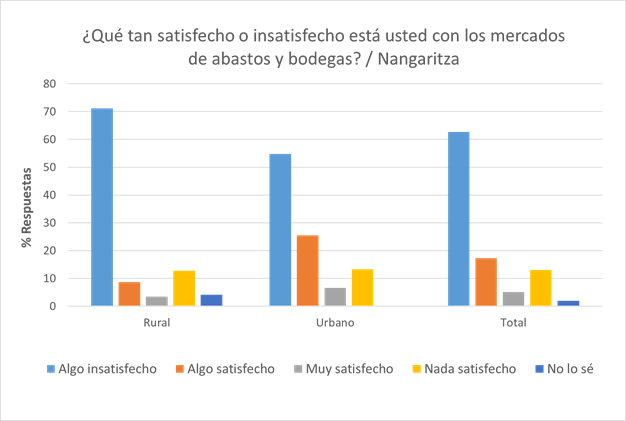 ¿Qué tan satisfecho o insatisfecho está usted con los mercados
de abastos y bodegas? / Nangaritza
80
70
60
50
40
30
20
10
0
% Respuestas
Rural
Urbano
Total
Algo insatisfecho
Algo satisfecho
Muy satisfecho
Nada satisfecho
No lo sé